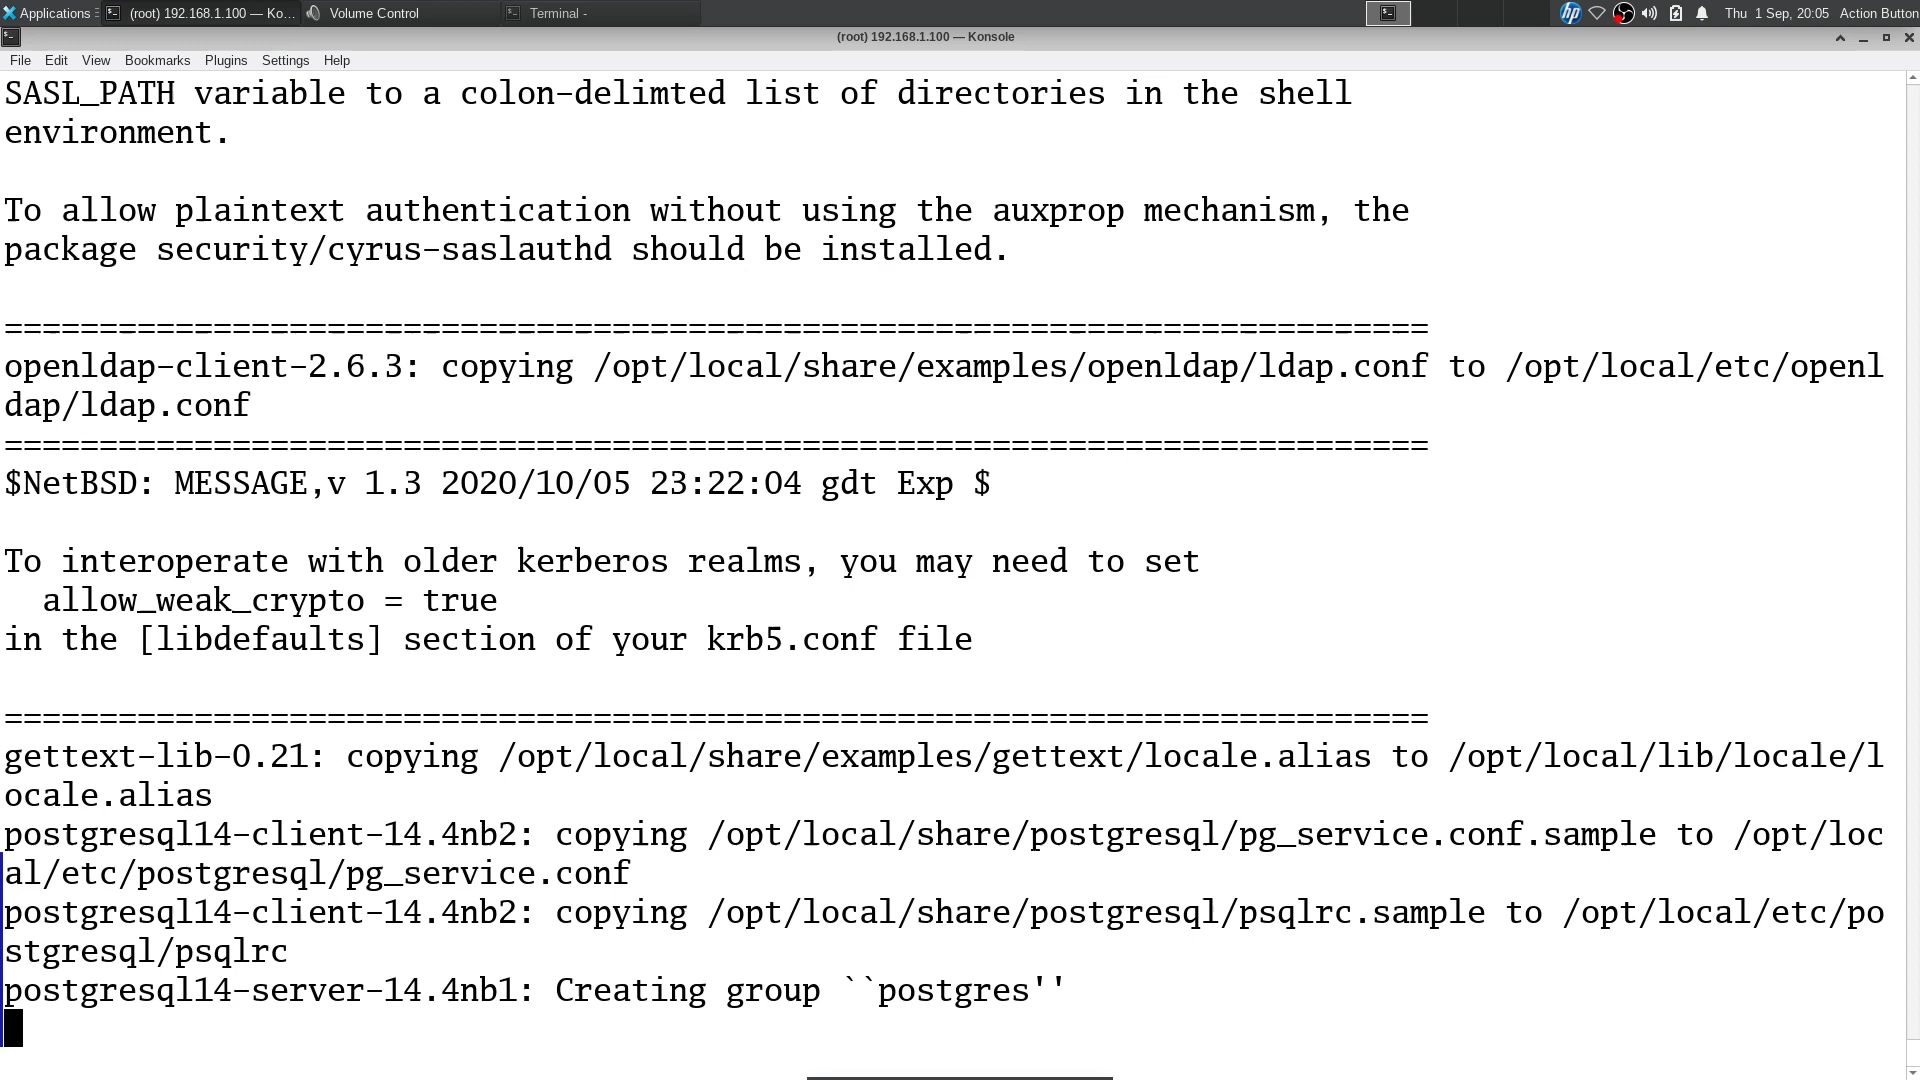 Applications (root) 192.168.1.100 — Ko... Volume Control Terminal - Thu 1 Sep, 20:05 Action Button
(root) 192.168.1.100 — Konsole
File Edit View Bookmarks Plugins Settings Help
SASL_PATH variable to a colon-delimted list of directories in the shell
environment.
To allow plaintext authentication without using the auxprop mechanism, the
package security/cyrus-saslauthd should be installed.
===========================================================================
openldap-client-2.6.3: copying /opt/local/share/examples/openldap/ldap.conf to /opt/local/etc/openl
dap/ldap.conf
===========================================================================
$NetBSD: MESSAGE,v 1.3 2020/10/05 23:22:04 gdt Exp $
To interoperate with older kerberos realms, you may need to set
allow_weak_crypto = true
in the [libdefaults] section of your krb5.conf file
===========================================================================
gettext-lib-0.21: copying /opt/local/share/examples/gettext/locale.alias to /opt/local/lib/locale/l
ocale.alias
postgresql14-client-14.4nb2: copying /opt/local/share/postgresql/pg_service.conf.sample to /opt/loc
al/etc/postgresql/pg_service.conf
postgresql14-client-14.4nb2: copying /opt/local/share/postgresql/psqlrc.sample to /opt/local/etc/po
stgresql/psqlrc
postgresql14-server-14.4nb1: Creating group ``postgres''